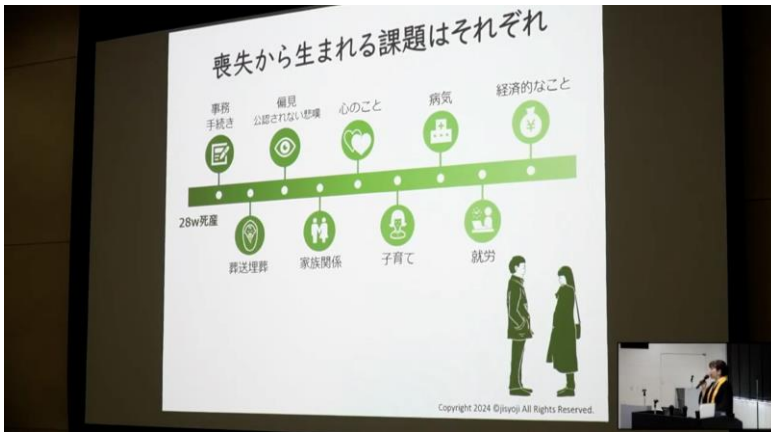 喪失から生まれる課題はそれぞれ
事務
手続き
偏見
公認されない悲嘆
心のこと
病気
経済的なこと
¥
28w死産
葬送埋葬
家族関係
子育て
就労
Copyright 2024 ©jisyoji All Rights Reserved.